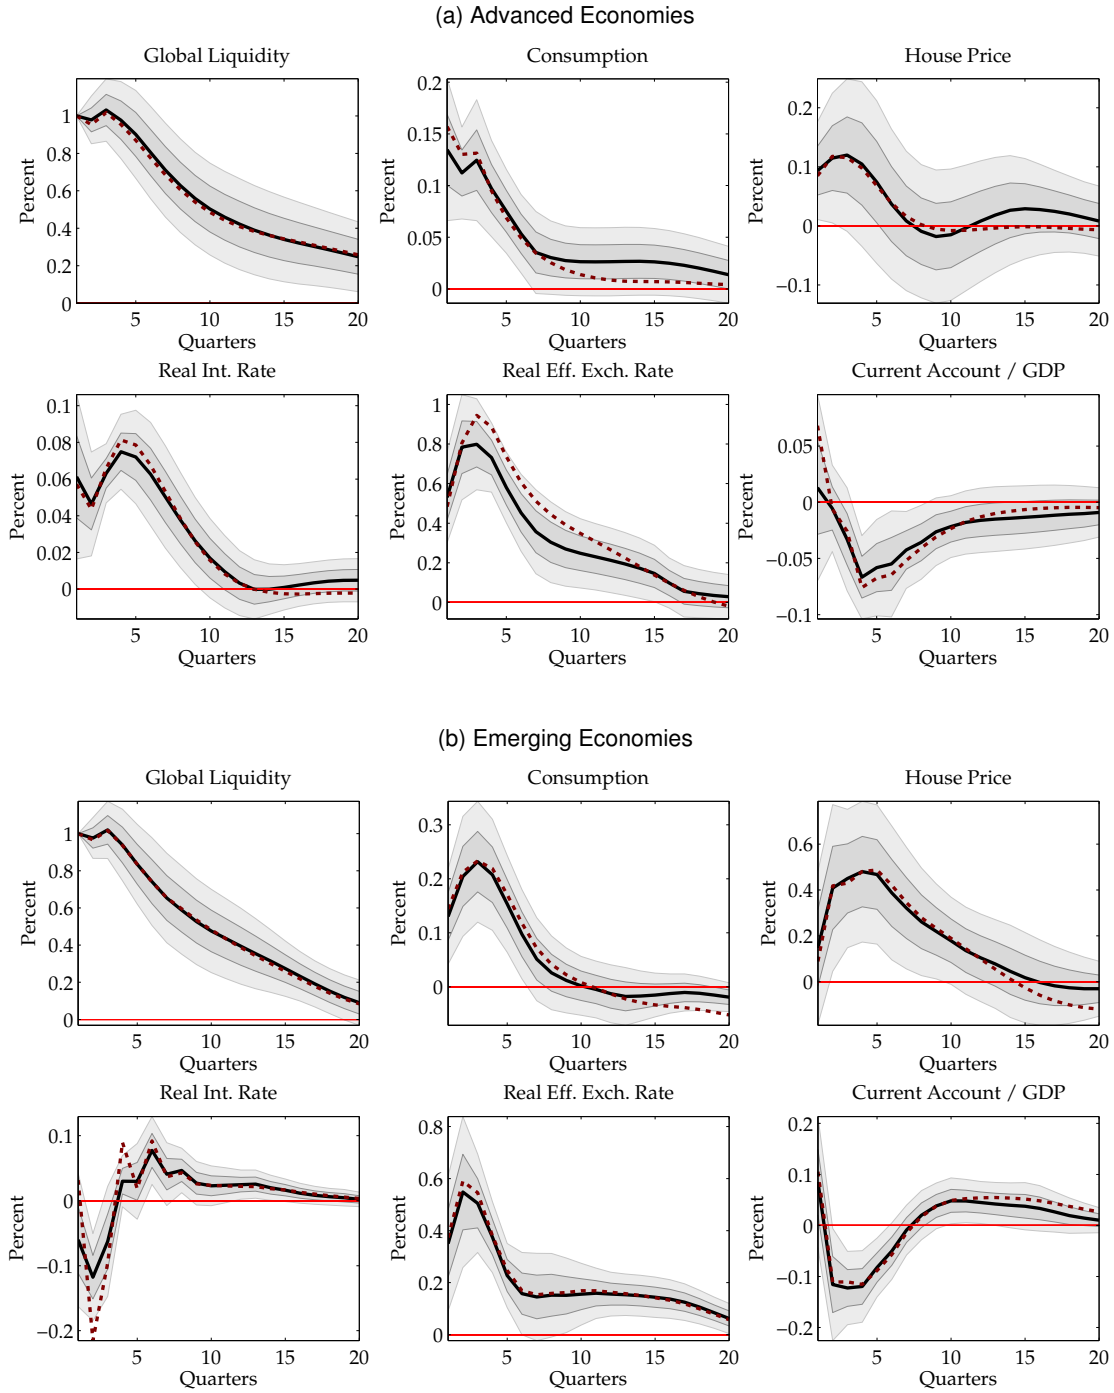 (a) Advanced Economies
Global Liquidity
Consumption
House Price
Percent
1
0.8
0.6
0.4
0.2
0
5 10 15 20
Quarters
Percent
0.2
0.15
0.1
0.05
0
5 10 15 20
Quarters
Percent
0.2
0.1
0
−0.1
5 10 15 20
Quarters
Real Int. Rate
Real Eff. Exch. Rate
Current Account / GDP
Percent
0.1
0.08
0.06
0.04
0.02
0
5 10 15 20
Quarters
Percent
1
0.8
0.6
0.4
0.2
0
5 10 15 20
Quarters
Percent
0.05
0
−0.05
−0.1
5 10 15 20
Quarters
(b) Emerging Economies
Global Liquidity
Consumption
House Price
Percent
1
0.8
0.6
0.4
0.2
0
5 10 15 20
Quarters
Percent
0.3
0.2
0.1
0
5 10 15 20
Quarters
Percent
0.6
0.4
0.2
0
5 10 15 20
Quarters
Real Int. Rate
Real Eff. Exch. Rate
Current Account / GDP
Percent
0.1
0
−0.1
−0.2
5 10 15 20
Quarters
Percent
0.8
0.6
0.4
0.2
0
5 10 15 20
Quarters
Percent
0.2
0.1
0
−0.1
−0.2
5 10 15 20
Quarters